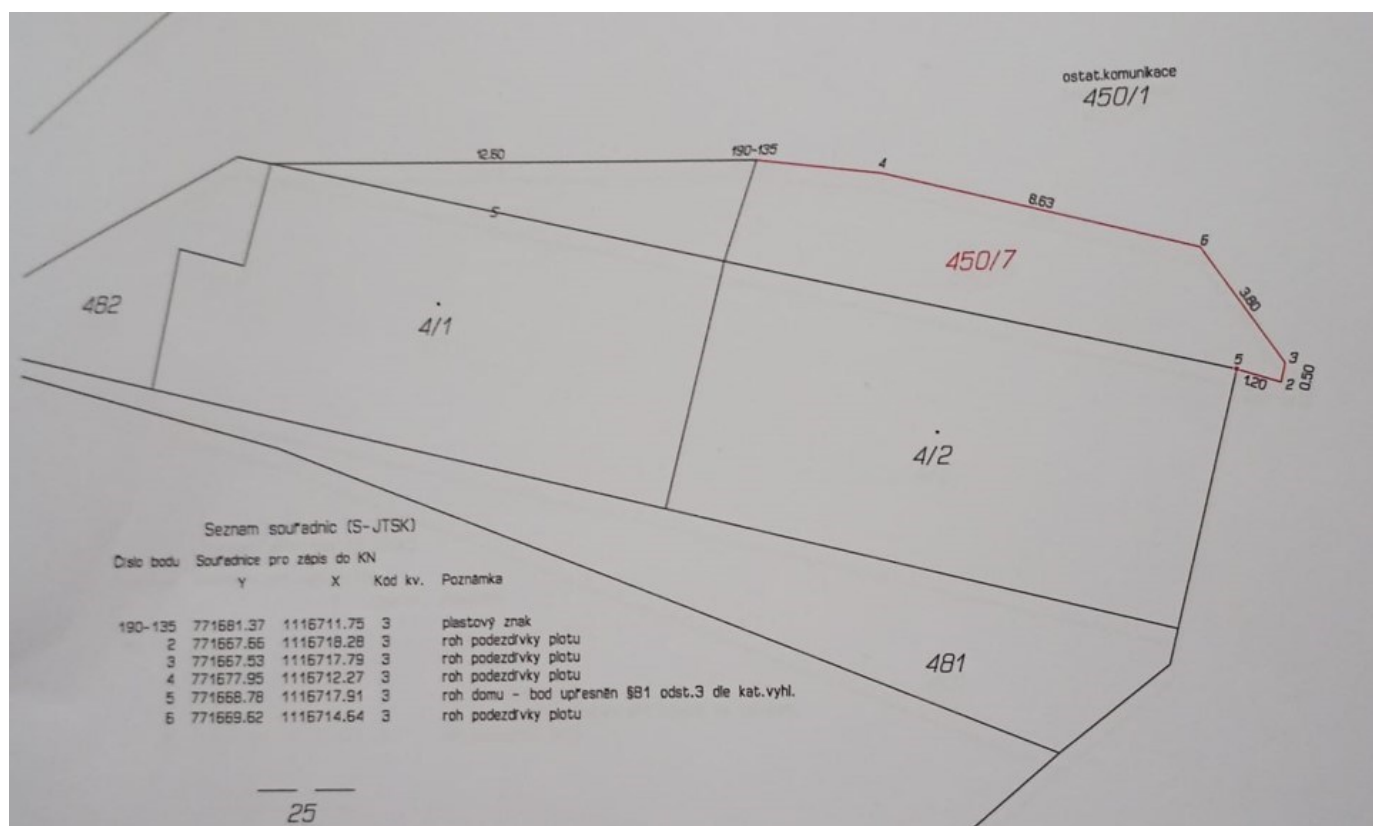 ostat.komunikace
450/1
12.60
190-135
4
8.63
6
450/7
482
3.80
4/1
5
3
1.20
2
0.50
4/2
Seznam souřadnic (S-JTSK)
Číslo bodu Souřadnice pro zápis do KN
Y X Kód kv. Poznámka
190-135 771681.37 1116711.75 3 plastový znak
2 771667.66 1116718.28 3 roh podezdívky plotu
3 771667.53 1116717.79 3 roh podezdívky plotu
4 771677.95 1116712.27 3 roh podezdívky plotu
5 771668.78 1116717.91 3 roh domu - bod upřesněn §81 odst.3 dle kat.vyhl.
6 771669.62 1116714.64 3 roh podezdívky plotu
481
25